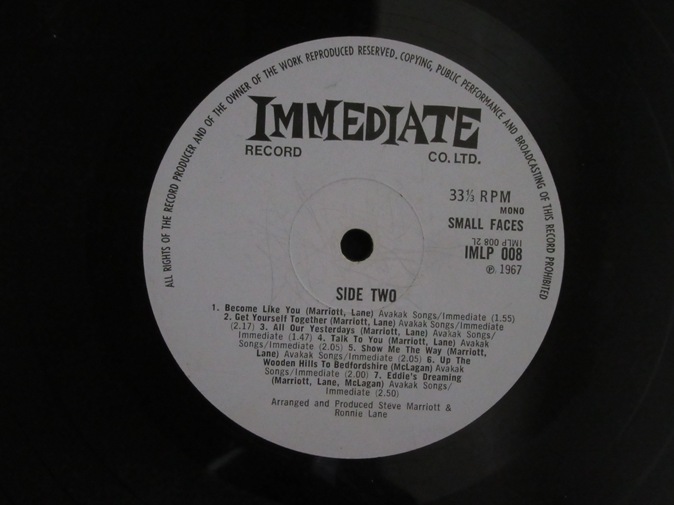 ALL RIGHTS OF THE RECORD PRODUCER AND OF THE OWNER OF THE WORK REPRODUCED RESERVED. COPYING, PUBLIC PERFORMANCE AND BROADCASTING OF THIS RECORD PROHIBITED
IMMEDIATE
RECORD CO. LTD.
33⅓ RPM
MONO
SMALL FACES
IMLP 008 2L
IMLP 008
℗ 1967
SIDE TWO
1. Become Like You (Marriott, Lane) Avakak Songs/Immediate (1.55)
2. Get Yourself Together (Marriott, Lane) Avakak Songs/Immediate
(2.17) 3. All Our Yesterdays (Marriott, Lane) Avakak Songs/
Immediate (1.47) 4. Talk To You (Marriott, Lane) Avakak
Songs/Immediate (2.05) 5. Show Me The Way (Marriott,
Lane) Avakak Songs/Immediate (2.05) 6. Up The
Wooden Hills To Bedfordshire (McLagan) Avakak
Songs/Immediate (2.00) 7. Eddie's Dreaming
(Marriott, Lane, McLagan) Avakak Songs/
Immediate (2.50)
Arranged and Produced Steve Marriott &
Ronnie Lane